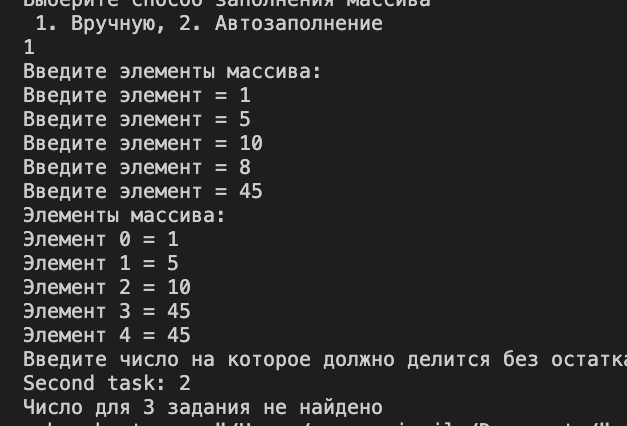 Выберите способ заполнения массива
1. Вручную, 2. Автозаполнение
1
Введите элементы массива:
Введите элемент = 1
Введите элемент = 5
Введите элемент = 10
Введите элемент = 8
Введите элемент = 45
Элементы массива:
Элемент 0 = 1
Элемент 1 = 5
Элемент 2 = 10
Элемент 3 = 45
Элемент 4 = 45
Введите число на которое должно делится без остатка
Second task: 2
Число для 3 задания не найдено